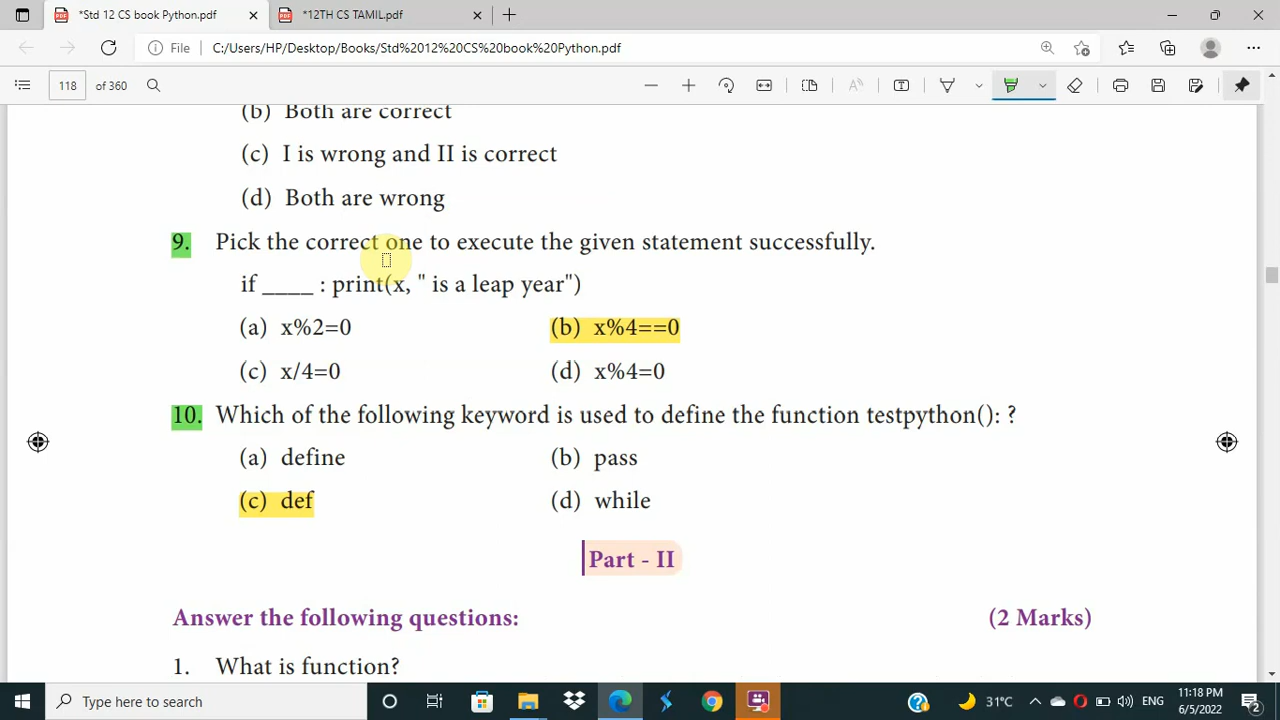 *Std 12 CS book Python.pdf
*12TH CS TAMIL.pdf
File C:/Users/HP/Desktop/Books/Std%2012%20CS%20book%20Python.pdf
118 of 360
(b) Both are correct
(c) I is wrong and II is correct
(d) Both are wrong
9. Pick the correct one to execute the given statement successfully.
if ____ : print(x, " is a leap year")
(a) x%2=0 (b) x%4==0
(c) x/4=0 (d) x%4=0
10. Which of the following keyword is used to define the function testpython(): ?
(a) define (b) pass
(c) def (d) while
Part - II
Answer the following questions: (2 Marks)
1. What is function?
Type here to search
31°C ENG 11:18 PM
6/5/2022 2